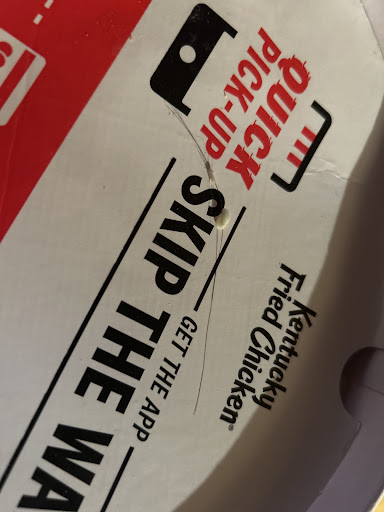 QUICK
PICK-UP
SKIP THE WA
GET THE APP
Kentucky
Fried Chicken®